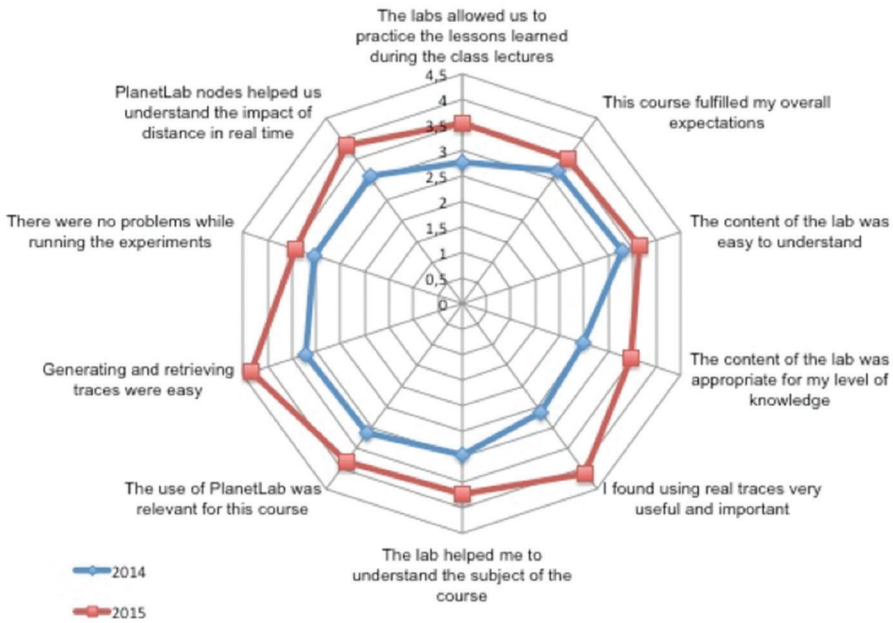 The labs allowed us to
practice the lessons learned
during the class lectures
PlanetLab nodes helped us
understand the impact of
distance in real time
This course fulfilled my overall
expectations
4,5
4
3,5
3
2,5
2
1,5
1
0,5
0
There were no problems while
running the experiments
The content of the lab was
easy to understand
Generating and retrieving
traces were easy
The content of the lab was
appropriate for my level of
knowledge
The use of PlanetLab was
relevant for this course
I found using real traces very
useful and important
The lab helped me to
understand the subject of the
course
2014
2015